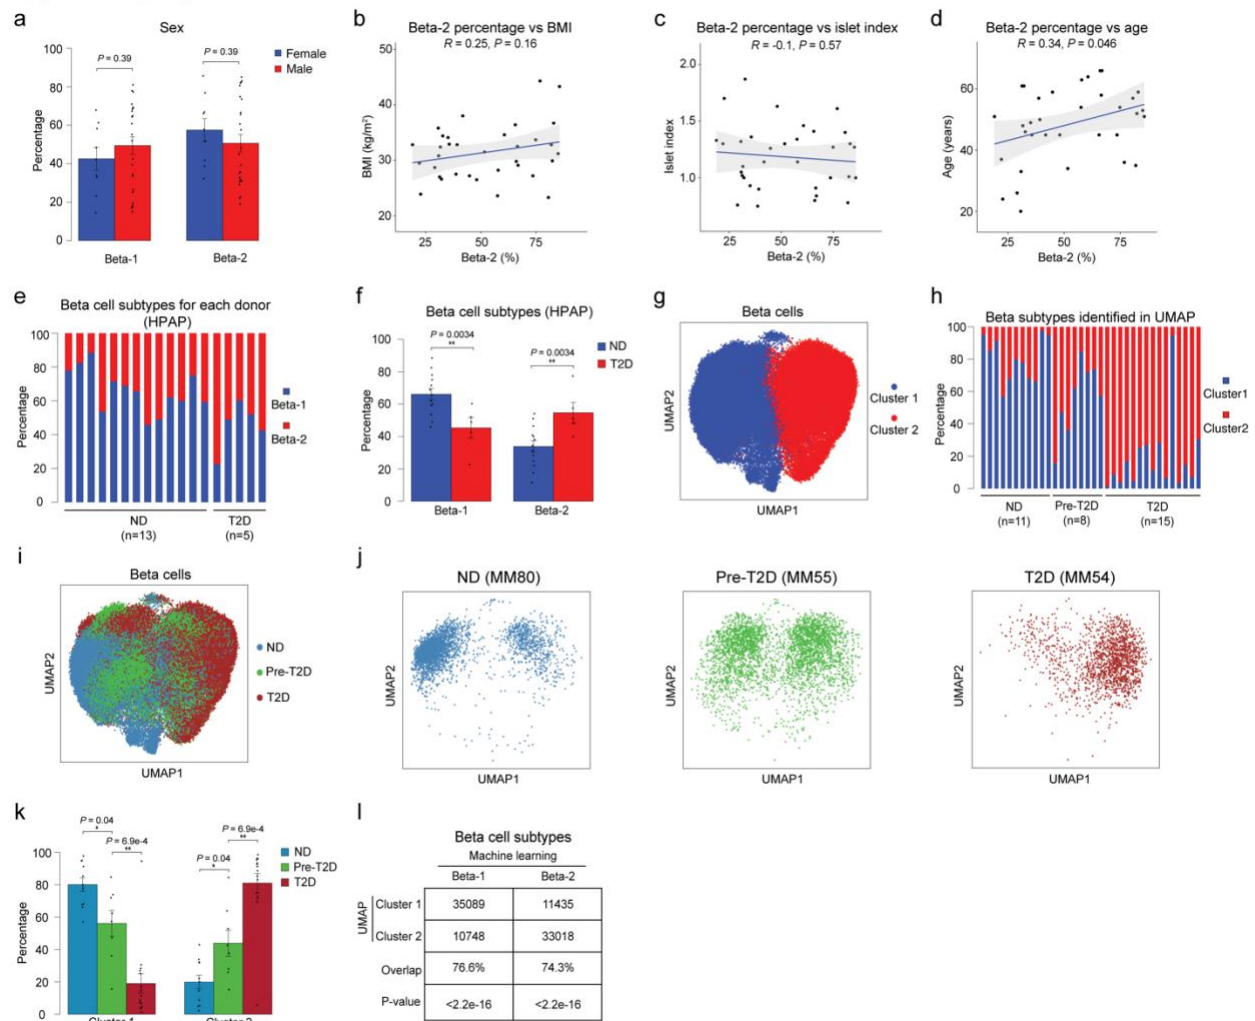 a
Sex
P = 0.39
P = 0.39
Female
Male
Percentage
100
80
60
40
20
0
Beta-1
Beta-2
b
Beta-2 percentage vs BMI
R = 0.25, P = 0.16
BMI (kg/m²)
50
40
30
20
25
50
75
Beta-2 (%)
c
Beta-2 percentage vs islet index
R = -0.1, P = 0.57
Islet index
2.0
1.5
1.0
25
50
75
Beta-2 (%)
d
Beta-2 percentage vs age
R = 0.34, P = 0.046
Age (years)
60
40
20
25
50
75
Beta-2 (%)
e
Beta cell subtypes for each donor
(HPAP)
Percentage
100
80
60
40
20
0
Beta-1
Beta-2
ND
(n=13)
T2D
(n=5)
f
Beta cell subtypes (HPAP)
P = 0.0034
**
P = 0.0034
**
ND
T2D
Percentage
100
80
60
40
20
0
Beta-1
Beta-2
g
Beta cells
UMAP2
UMAP1
Cluster 1
Cluster 2
h
Beta subtypes identified in UMAP
Percentage
100
80
60
40
20
0
Cluster1
Cluster2
ND
(n=11)
Pre-T2D
(n=8)
T2D
(n=15)
i
Beta cells
UMAP2
UMAP1
ND
Pre-T2D
T2D
j
ND (MM80)
UMAP2
UMAP1
Pre-T2D (MM55)
UMAP2
UMAP1
T2D (MM54)
UMAP2
UMAP1
k
P = 0.04
*
P = 6.9e-4
**
P = 0.04
*
P = 6.9e-4
**
ND
Pre-T2D
T2D
Percentage
100
80
60
40
20
0
Cluster 1
Cluster 2
l
Beta cell subtypes
Machine learning
Beta-1 Beta-2
UMAP
Cluster 1 35089 11435
Cluster 2 10748 33018
Overlap 76.6% 74.3%
P-value <2.2e-16 <2.2e-16